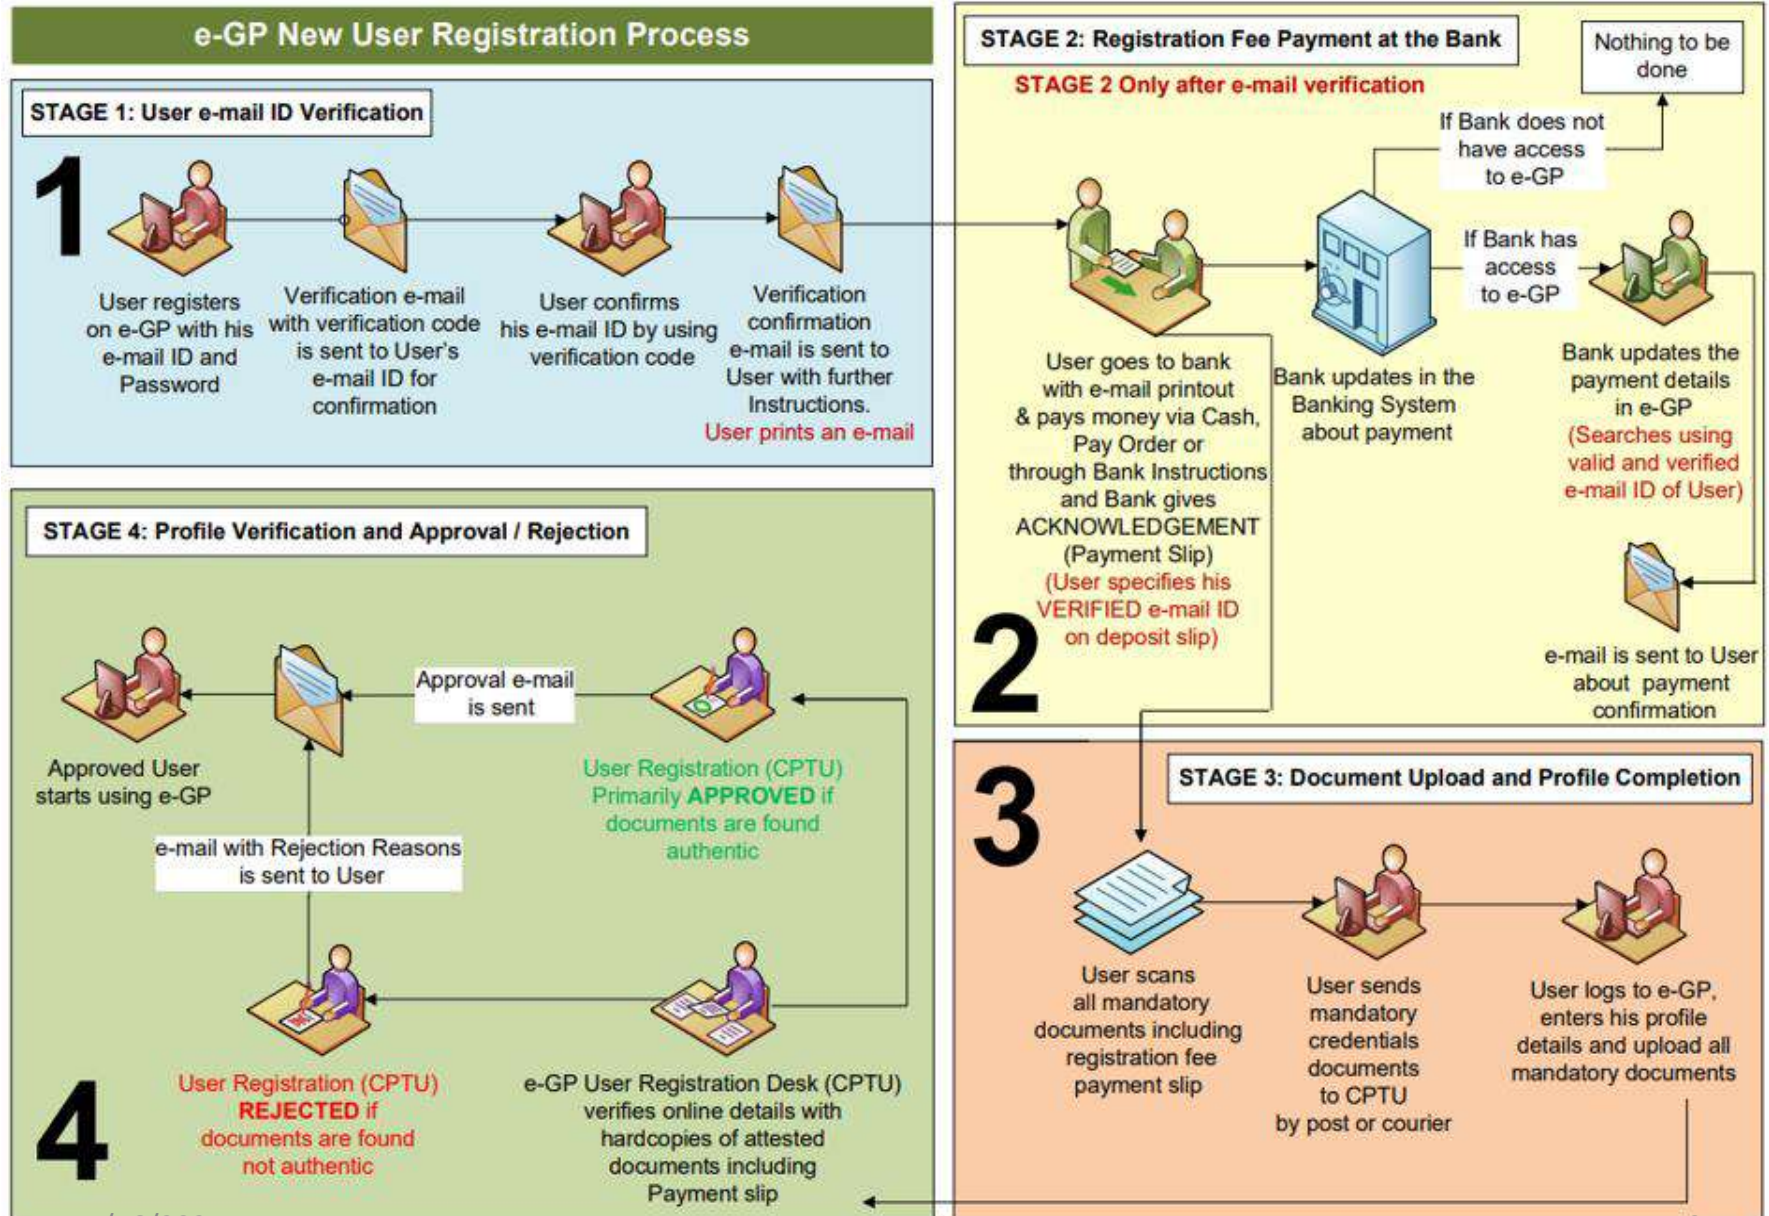 e-GP New User Registration Process
STAGE 1: User e-mail ID Verification
1
User registers
on e-GP with his
e-mail ID and
Password
Verification e-mail
with verification code
is sent to User's
e-mail ID for
confirmation
User confirms
his e-mail ID by using
verification code
Verification
confirmation
e-mail is sent to
User with further
Instructions.
User prints an e-mail
STAGE 2: Registration Fee Payment at the Bank
STAGE 2 Only after e-mail verification
Nothing to be
done
If Bank does not
have access
to e-GP
If Bank has
access
to e-GP
User goes to bank
with e-mail printout
& pays money via Cash,
Pay Order or
through Bank Instructions
and Bank gives
ACKNOWLEDGEMENT
(Payment Slip)
(User specifies his
VERIFIED e-mail ID
on deposit slip)
Bank updates in the
Banking System
about payment
Bank updates the
payment details
in e-GP
(Searches using
valid and verified
e-mail ID of User)
e-mail is sent to User
about payment
confirmation
2
3
STAGE 3: Document Upload and Profile Completion
User scans
all mandatory
documents including
registration fee
payment slip
User sends
mandatory
credentials
documents
to CPTU
by post or courier
User logs to e-GP,
enters his profile
details and upload all
mandatory documents
STAGE 4: Profile Verification and Approval / Rejection
Approved User
starts using e-GP
Approval e-mail
is sent
User Registration (CPTU)
Primarily APPROVED if
documents are found
authentic
e-mail with Rejection Reasons
is sent to User
4
User Registration (CPTU)
REJECTED if
documents are found
not authentic
e-GP User Registration Desk (CPTU)
verifies online details with
hardcopies of attested
documents including
Payment slip